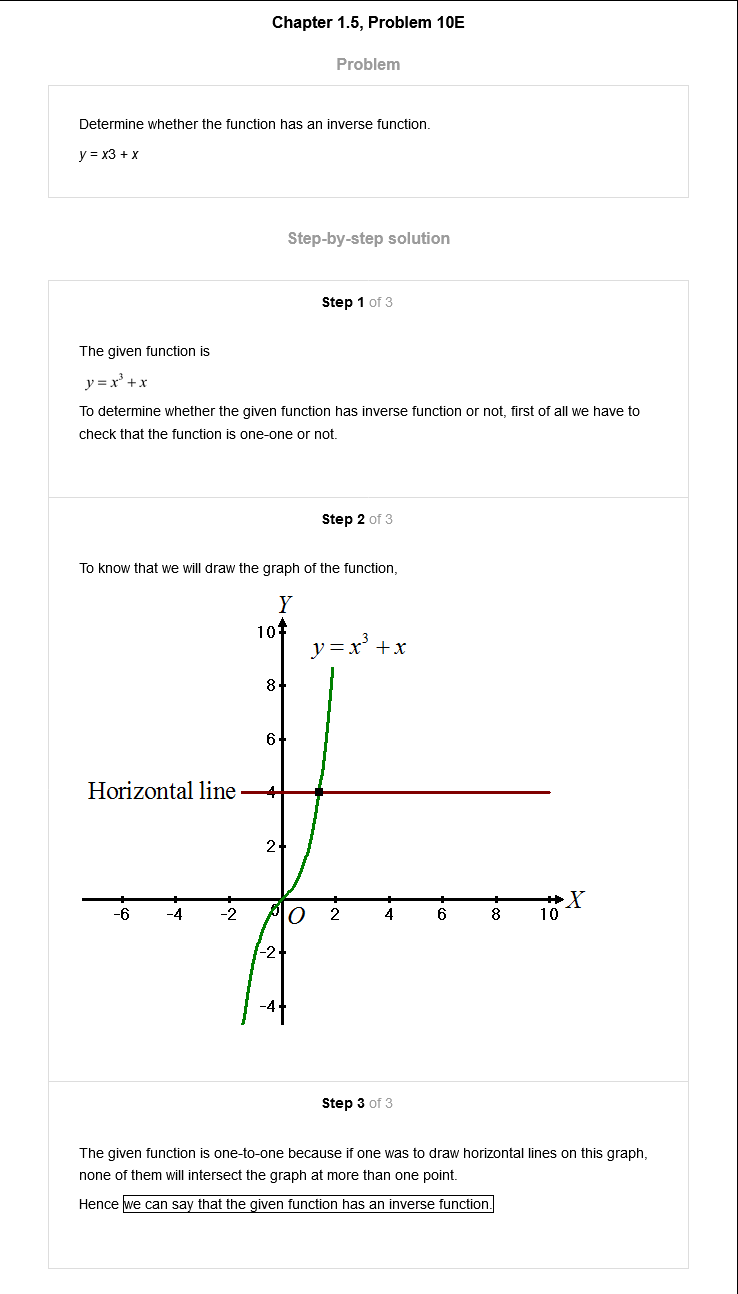 Chapter 1.5, Problem 10E
Problem
Determine whether the function has an inverse function.
y = x3 + x
Step-by-step solution
Step 1 of 3
The given function is
y = x³ + x
To determine whether the given function has inverse function or not, first of all we have to
check that the function is one-one or not.
Step 2 of 3
To know that we will draw the graph of the function,
Y
10
y = x³ + x
8
6
Horizontal line
4
2
X
-6 -4 -2 0 O 2 4 6 8 10
-2
-4
Step 3 of 3
The given function is one-to-one because if one was to draw horizontal lines on this graph,
none of them will intersect the graph at more than one point.
Hence we can say that the given function has an inverse function.